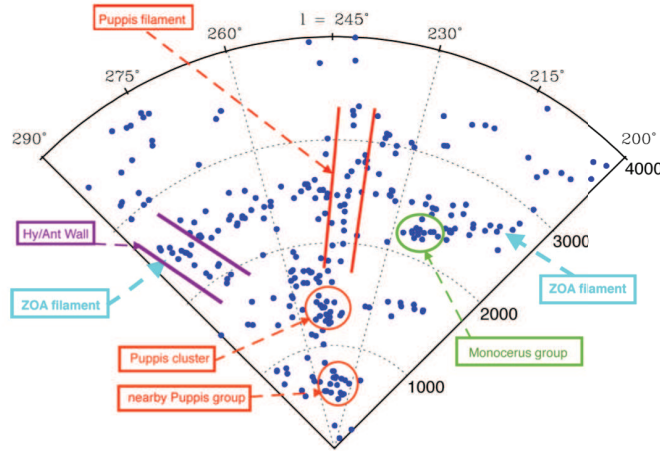 Puppis filament
l = 245°
260°
230°
275°
215°
290°
200°
4000
Hy/Ant Wall
3000
ZOA filament
ZOA filament
2000
Puppis cluster
Monocerus group
1000
nearby Puppis group